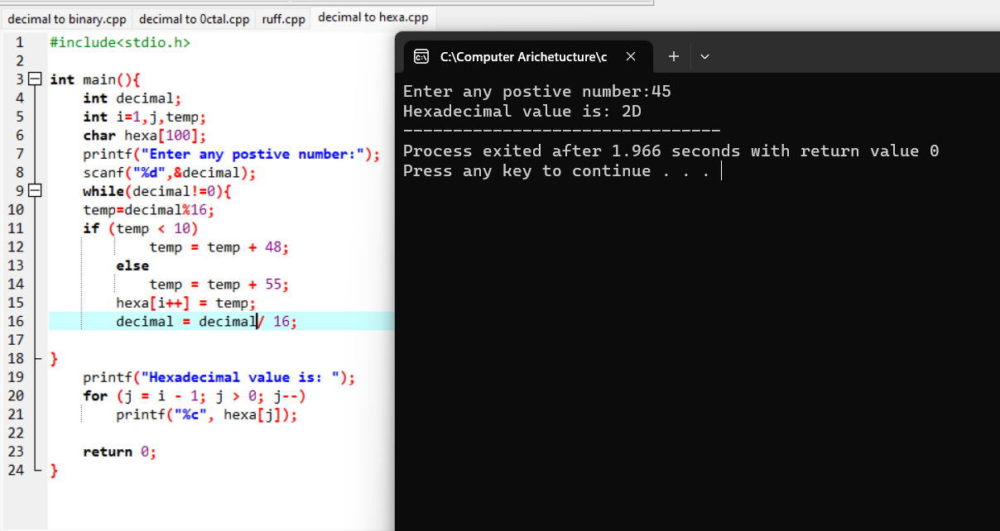 decimal to binary.cpp decimal to 0ctal.cpp ruff.cpp decimal to hexa.cpp
1 #include<stdio.h>
2
3 int main(){
4 int decimal;
5 int i=1,j,temp;
6 char hexa[100];
7 printf("Enter any postive number:");
8 scanf("%d",&decimal);
9 while(decimal!=0){
10 temp=decimal%16;
11 if (temp < 10)
12 temp = temp + 48;
13 else
14 temp = temp + 55;
15 hexa[i++] = temp;
16 decimal = decimal/ 16;
17
18 }
19 printf("Hexadecimal value is: ");
20 for (j = i - 1; j > 0; j--)
21 printf("%c", hexa[j]);
22
23 return 0;
24 }
C:\Computer Arichetucture\c
Enter any postive number:45
Hexadecimal value is: 2D
--------------------------------
Process exited after 1.966 seconds with return value 0
Press any key to continue . . .